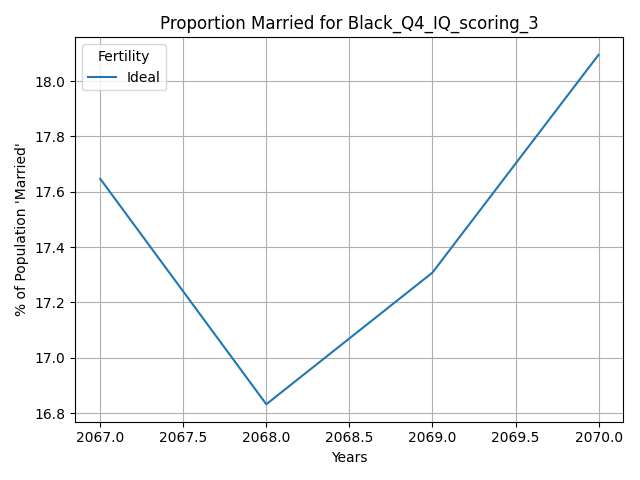 Proportion Married for Black_Q4_IQ_scoring_3
Fertility
Ideal
18.0
17.8
17.6
17.4
17.2
17.0
16.8
% of Population 'Married'
2067.0 2067.5 2068.0 2068.5 2069.0 2069.5 2070.0
Years